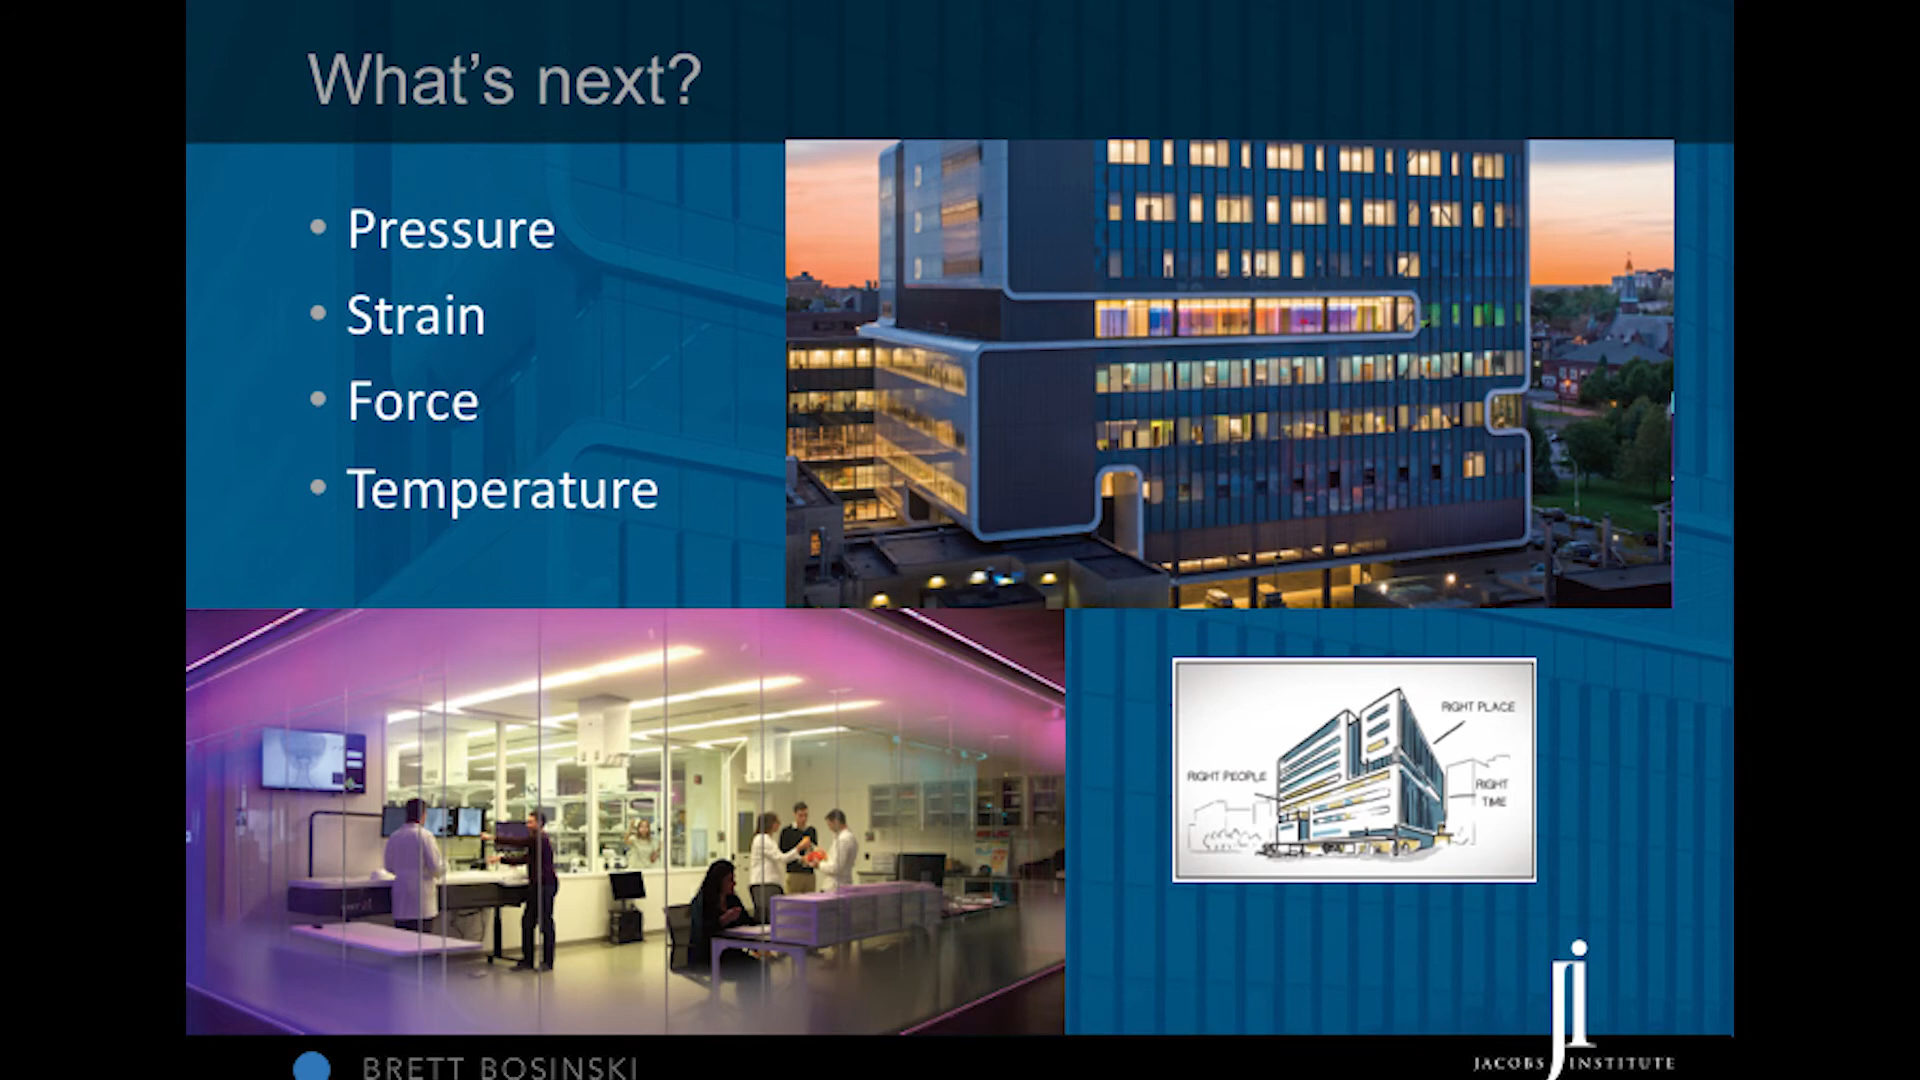 What's next?
• Pressure
• Strain
• Force
• Temperature
RIGHT PLACE
RIGHT PEOPLE
RIGHT
TIME
ji
JACOBS INSTITUTE
BRETT BOSINSKI